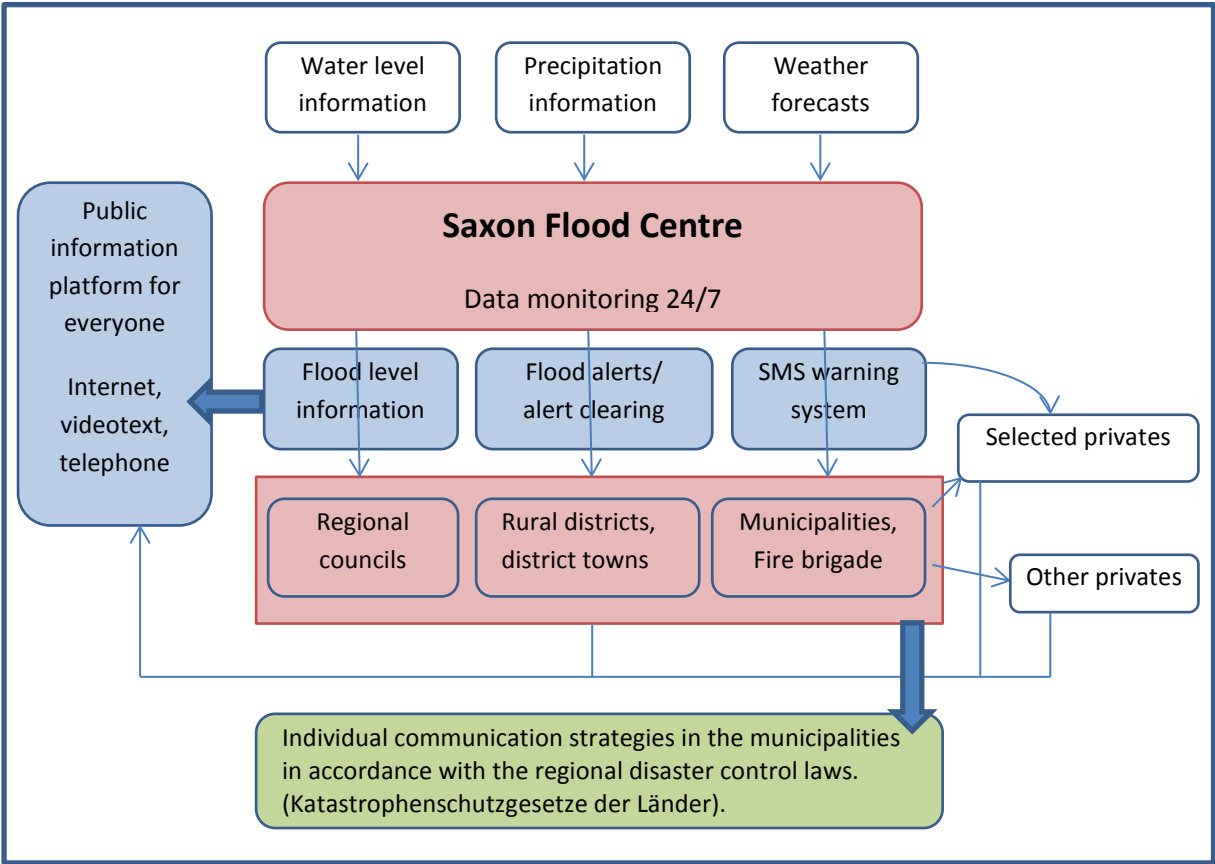 Water level
information
Precipitation
information
Weather
forecasts
Public
information
platform for
everyone
Internet,
videotext,
telephone
Saxon Flood Centre
Data monitoring 24/7
Flood level
information
Flood alerts/
alert clearing
SMS warning
system
Selected privates
Regional
councils
Rural districts,
district towns
Municipalities,
Fire brigade
Other privates
Individual communication strategies in the municipalities
in accordance with the regional disaster control laws.
(Katastrophenschutzgesetze der Länder).